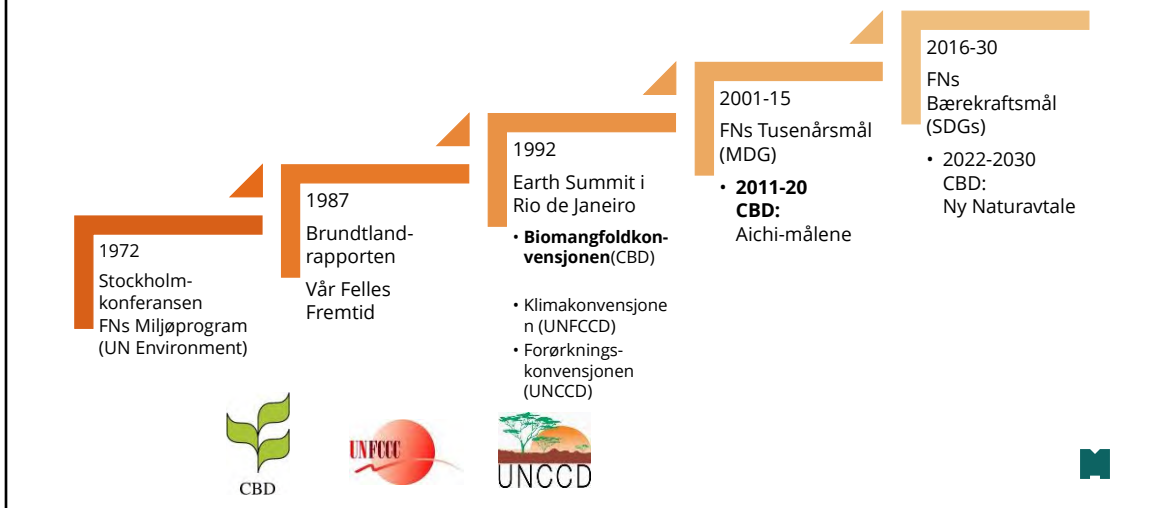 1972
Stockholm-
konferansen
FNs Miljøprogram
(UN Environment)
1987
Brundtland-
rapporten
Vår Felles
Fremtid
1992
Earth Summit i
Rio de Janeiro
• Biomangfoldkon-
vensjonen(CBD)
• Klimakonvensjone
n (UNFCCD)
• Forørknings-
konvensjonen
(UNCCD)
2001-15
FNs Tusenårsmål
(MDG)
• 2011-20
CBD:
Aichi-målene
2016-30
FNs
Bærekraftsmål
(SDGs)
• 2022-2030
CBD:
Ny Naturavtale
CBD
UNFCCC
UNCCD
M